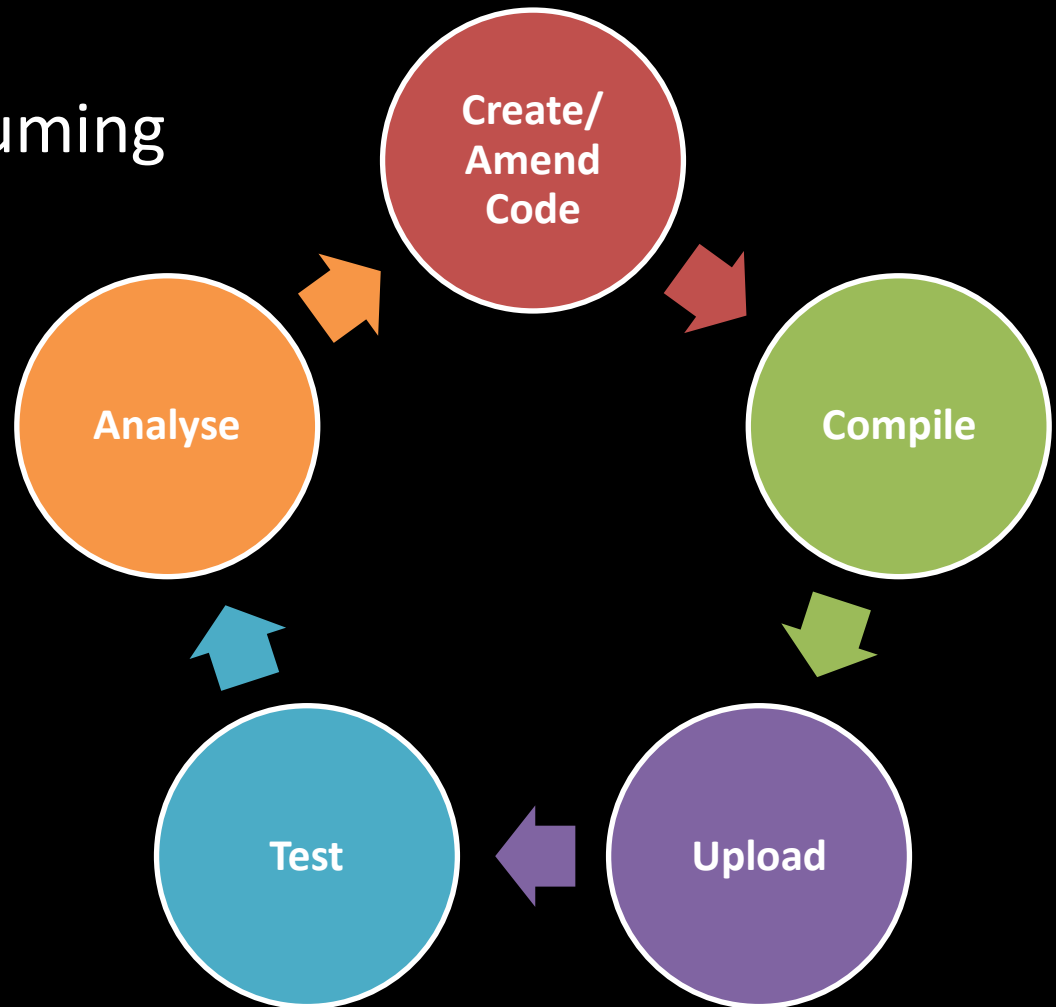 uming
Create/
Amend
Code
Analyse
Compile
Test
Upload